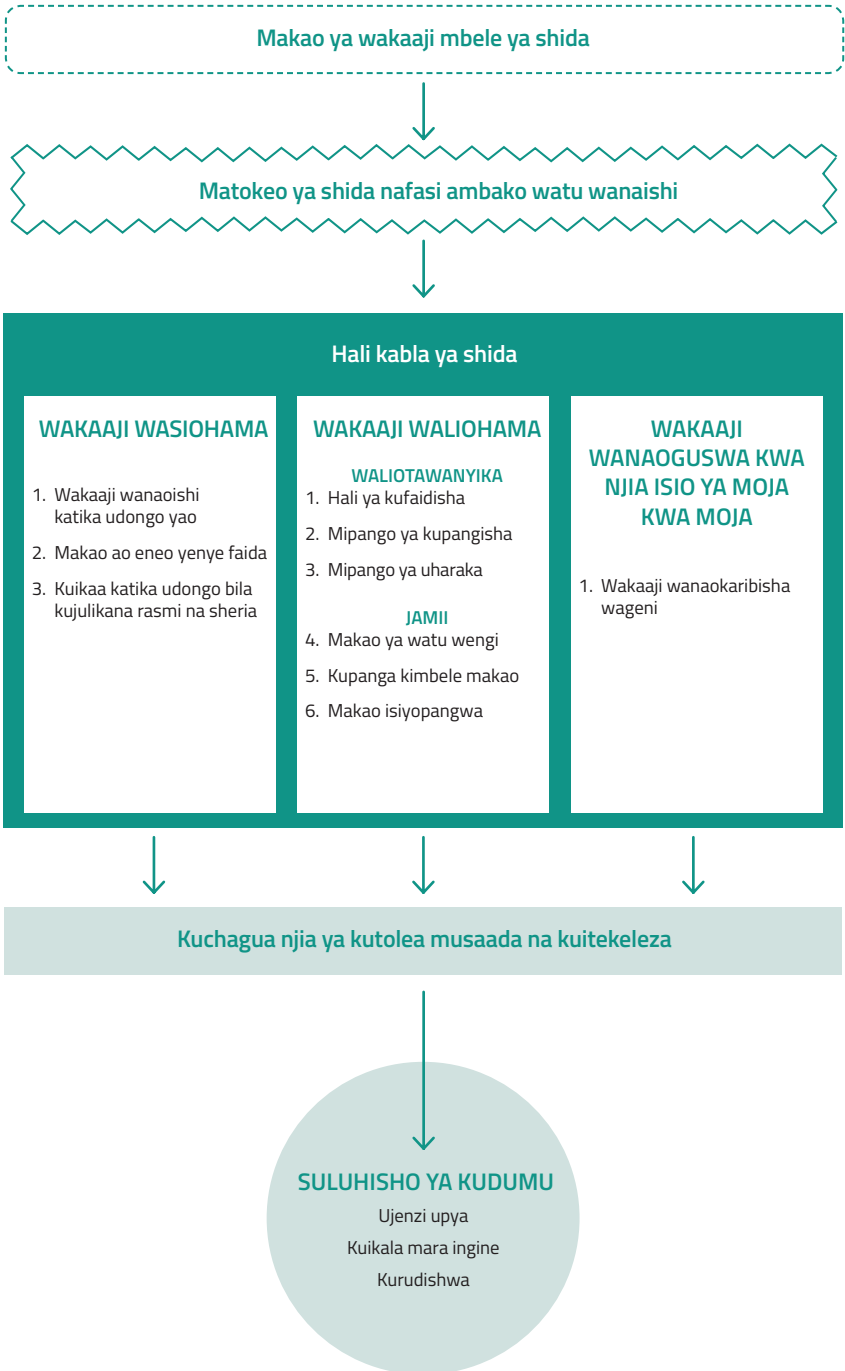 Makao ya wakaaji mbele ya shida
Matokeo ya shida nafasi ambako watu wanaishi
Hali kabla ya shida
WAKAAJI WASIOHAMA
1. Wakaaji wanaoishi
katika udongo yao
2. Makao ao eneo yenye faida
3. Kuikaa katika udongo bila
kujulikana rasmi na sheria
WAKAAJI WALIOHAMA
WALIOTAWANYIKA
1. Hali ya kufaidisha
2. Mipango ya kupangisha
3. Mipango ya uharaka
JAMII
4. Makao ya watu wengi
5. Kupanga kimbele makao
6. Makao isiyopangwa
WAKAAJI
WANAOGUSWA KWA
NJIA ISIO YA MOJA
KWA MOJA
1. Wakaaji wanaokaribisha
wageni
Kuchagua njia ya kutolea musaada na kuitekeleza
SULUHISHO YA KUDUMU
Ujenzi upya
Kuikala mara ingine
Kurudishwa